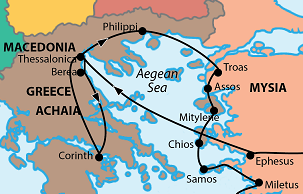 Philippi
MACEDONIA
Thessalonica
Berea
Aegean
Sea
Troas
Assos
MYSIA
GREECE
ACHAIA
Mitylene
Chios
Corinth
Ephesus
Samos
Miletus